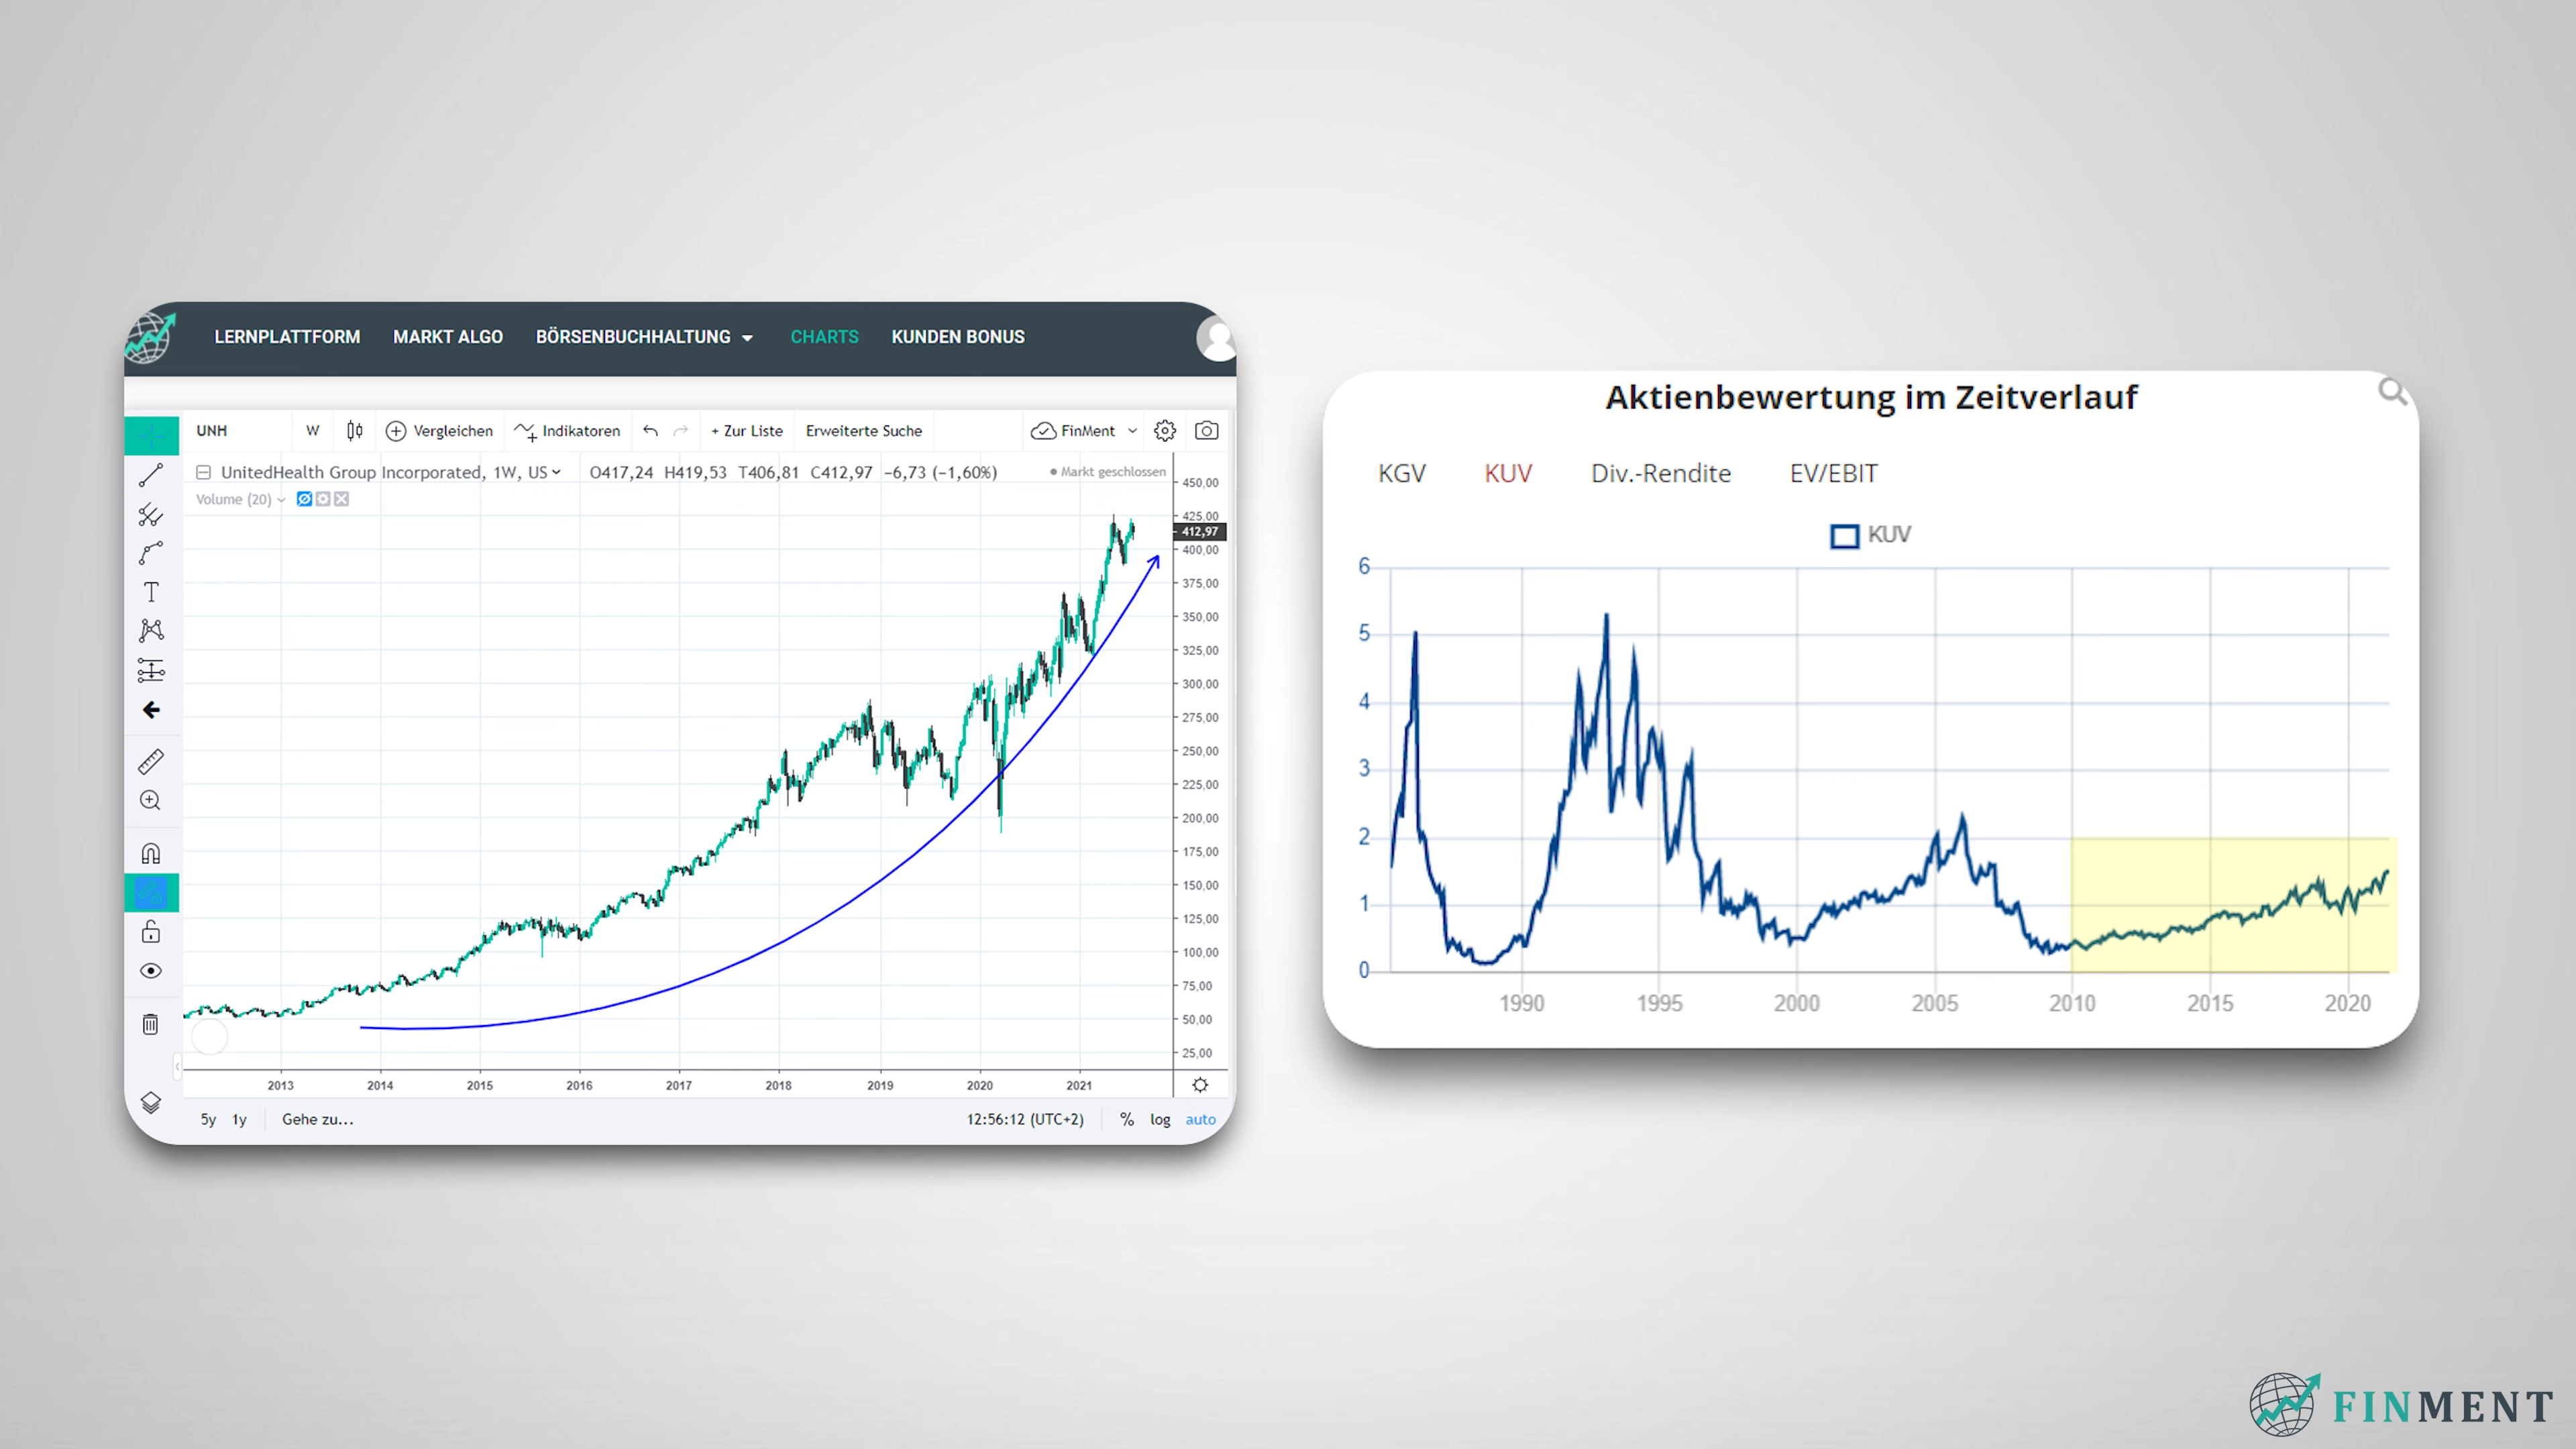 LERNPLATTFORM MARKT ALGO BÖRSENBUCHHALTUNG CHARTS KUNDEN BONUS
UNH W Vergleichen Indikatoren + Zur Liste Erweiterte Suche FinMent
UnitedHealth Group Incorporated, 1W, US O417,24 H419,53 T406,81 C412,97 −6,73 (−1,60%) Markt geschlossen
Volume (20)
450,00
425,00
412,97
400,00
375,00
350,00
325,00
300,00
275,00
250,00
225,00
200,00
175,00
150,00
125,00
100,00
75,00
50,00
25,00
2013 2014 2015 2016 2017 2018 2019 2020 2021
5y 1y Gehe zu... 12:56:12 (UTC+2) % log auto
Aktienbewertung im Zeitverlauf
KGV KUV Div.-Rendite EV/EBIT
KUV
6
5
4
3
2
1
0
1990 1995 2000 2005 2010 2015 2020
FINMENT